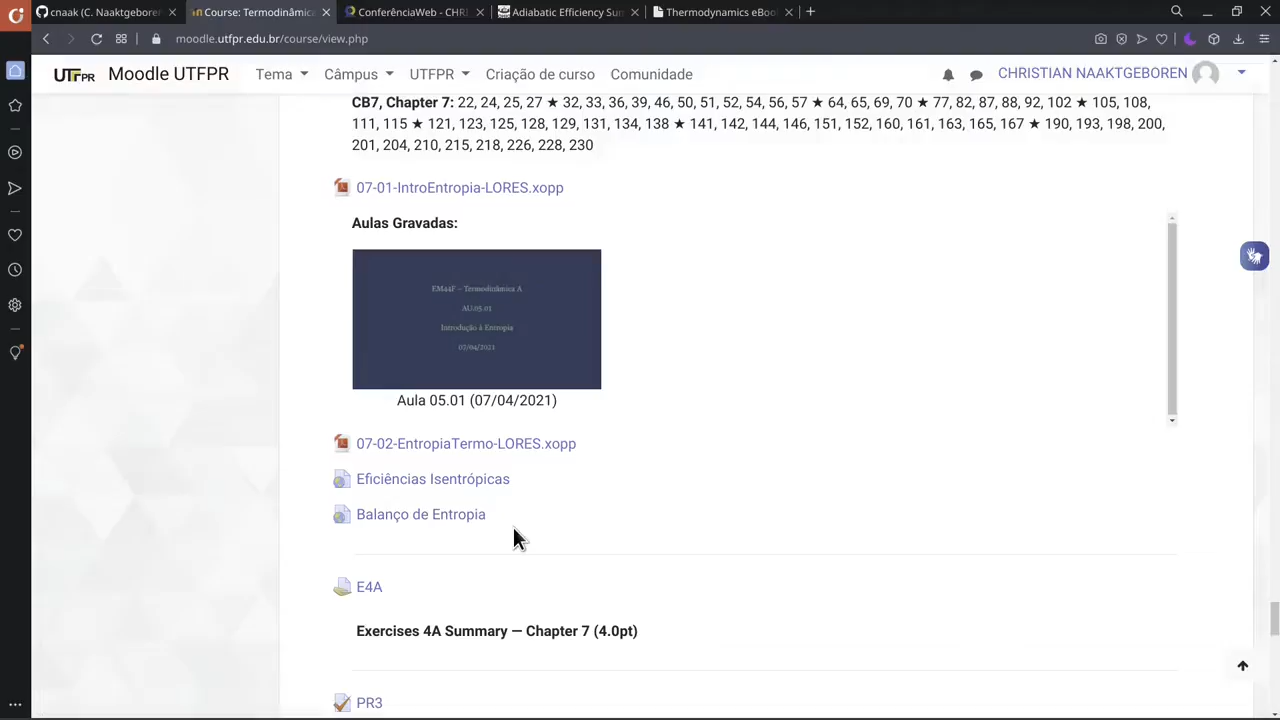 cnaak (C. Naaktgeboren
Course: Termodinâmica
ConferênciaWeb - CHRI
Adiabatic Efficiency Sum
Thermodynamics eBook
moodle.utfpr.edu.br/course/view.php
UTFPR Moodle UTFPR Tema Câmpus UTFPR Criação de curso Comunidade CHRISTIAN NAAKTGEBOREN
CB7, Chapter 7: 22, 24, 25, 27 ★ 32, 33, 36, 39, 46, 50, 51, 52, 54, 56, 57 ★ 64, 65, 69, 70 ★ 77, 82, 87, 88, 92, 102 ★ 105, 108,
111, 115 ★ 121, 123, 125, 128, 129, 131, 134, 138 ★ 141, 142, 144, 146, 151, 152, 160, 161, 163, 165, 167 ★ 190, 193, 198, 200,
201, 204, 210, 215, 218, 226, 228, 230
07-01-IntroEntropia-LORES.xopp
Aulas Gravadas:
EM44F – Termodinâmica A
AU.05.01
Introdução à Entropia
07/04/2021
Aula 05.01 (07/04/2021)
07-02-EntropiaTermo-LORES.xopp
Eficiências Isentrópicas
Balanço de Entropia
E4A
Exercises 4A Summary — Chapter 7 (4.0pt)
PR3